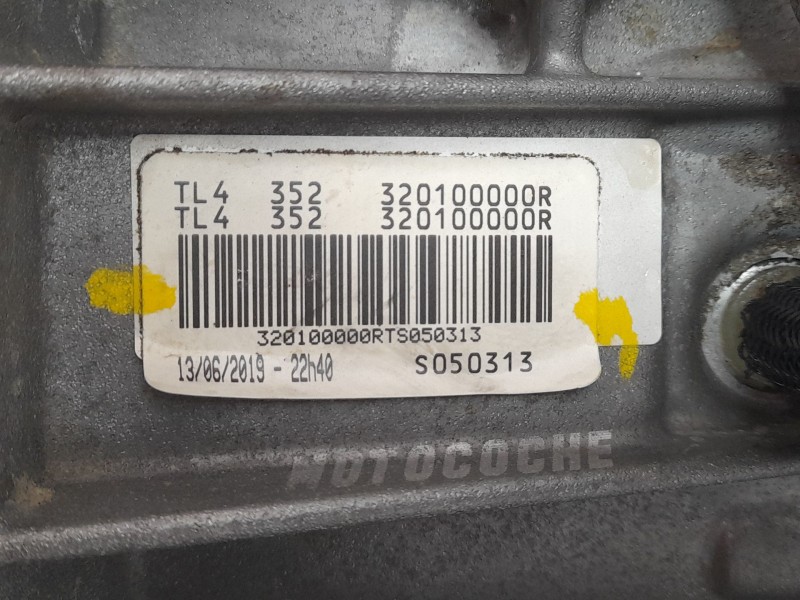 TL4 352 320100000R
TL4 352 320100000R
320100000RTS050313
13/06/2019 - 22h40 S050313
MOTOCOCHE